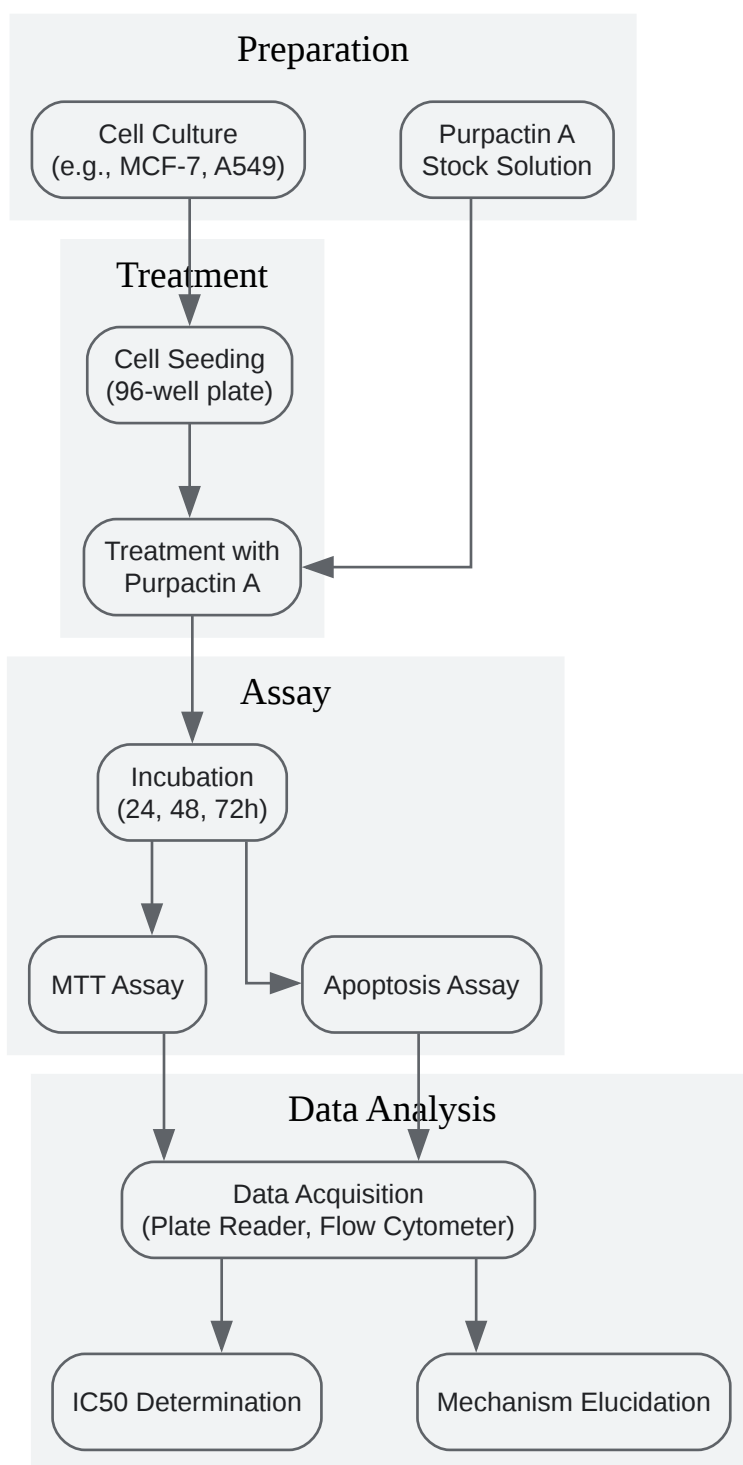 Preparation
Cell Culture
(e.g., MCF-7, A549)
Purpactin A
Stock Solution
Treatment
Cell Seeding
(96-well plate)
Treatment with
Purpactin A
Assay
Incubation
(24, 48, 72h)
MTT Assay
Apoptosis Assay
Data Analysis
Data Acquisition
(Plate Reader, Flow Cytometer)
IC50 Determination
Mechanism Elucidation